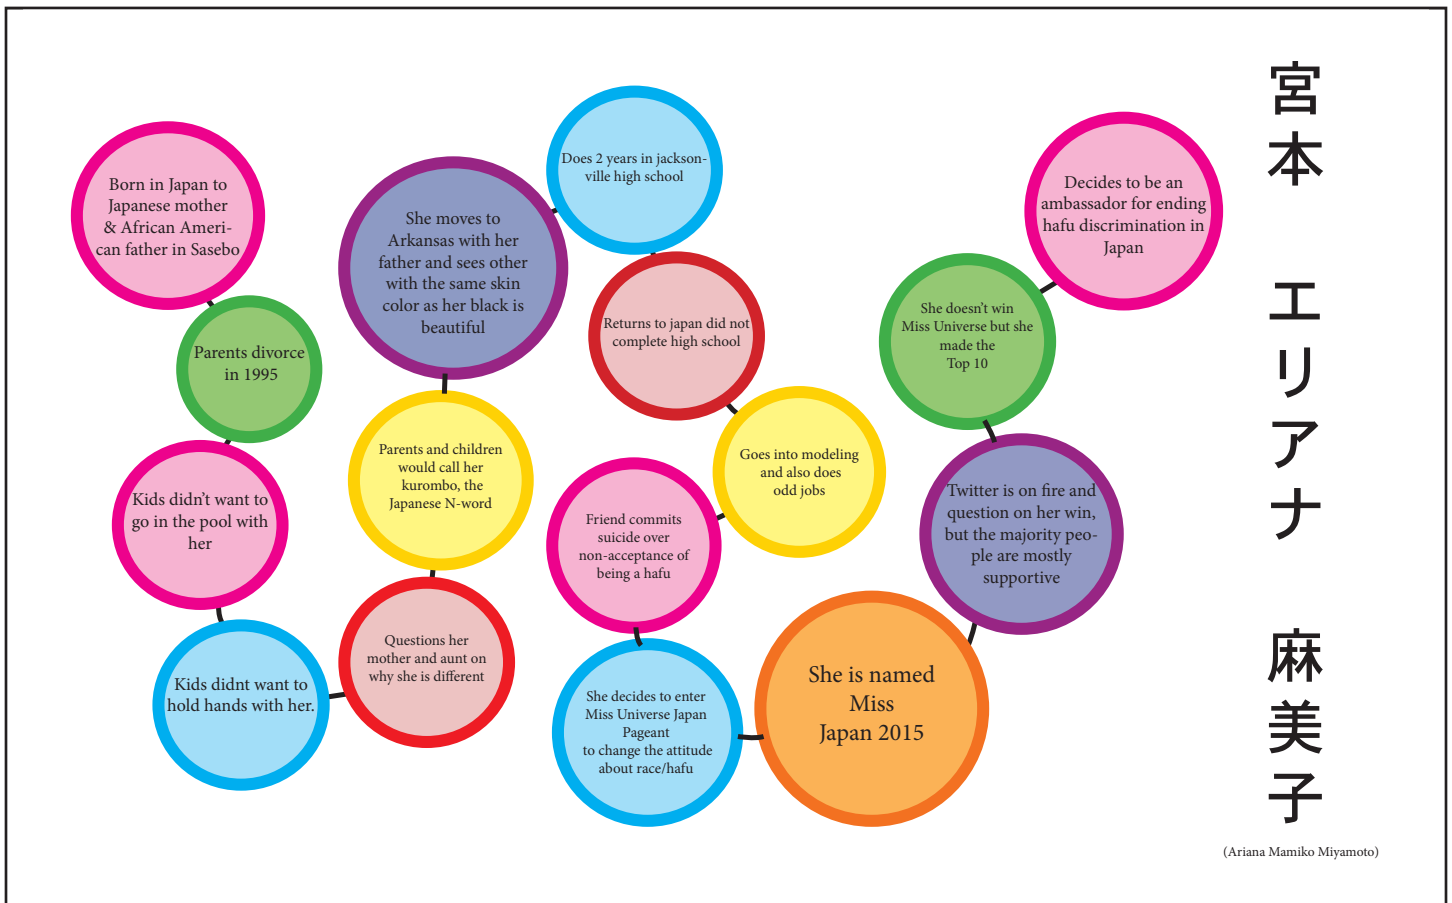 Born in Japan to
Japanese mother
& African Ameri-
can father in Sasebo
Parents divorce
in 1995
Kids didn't want to
go in the pool with
her
Kids didnt want to
hold hands with her.
Questions her
mother and aunt on
why she is different
Parents and children
would call her
kurombo, the
Japanese N-word
She moves to
Arkansas with her
father and sees other
with the same skin
color as her black is
beautiful
Does 2 years in jackson-
ville high school
Returns to japan did not
complete high school
Goes into modeling
and also does
odd jobs
Friend commits
suicide over
non-acceptance of
being a hafu
She decides to enter
Miss Universe Japan
Pageant
to change the attitude
about race/hafu
She is named
Miss
Japan 2015
Twitter is on fire and
question on her win,
but the majority peo-
ple are mostly
supportive
She doesn't win
Miss Universe but she
made the
Top 10
Decides to be an
ambassador for ending
hafu discrimination in
Japan
宮本 エリアナ 麻美子
(Ariana Mamiko Miyamoto)